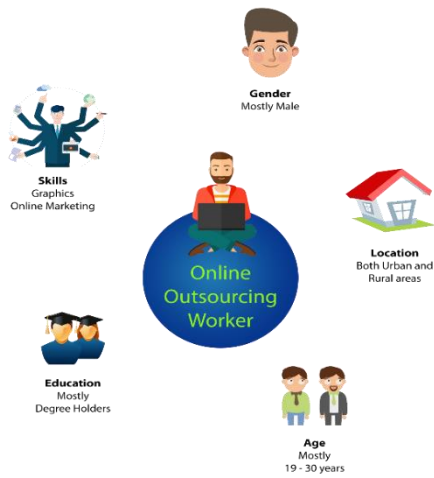 Gender
Mostly Male
Skills
Graphics
Online Marketing
Location
Both Urban and
Rural areas
Online
Outsourcing
Worker
Education
Mostly
Degree Holders
Age
Mostly
19 - 30 years